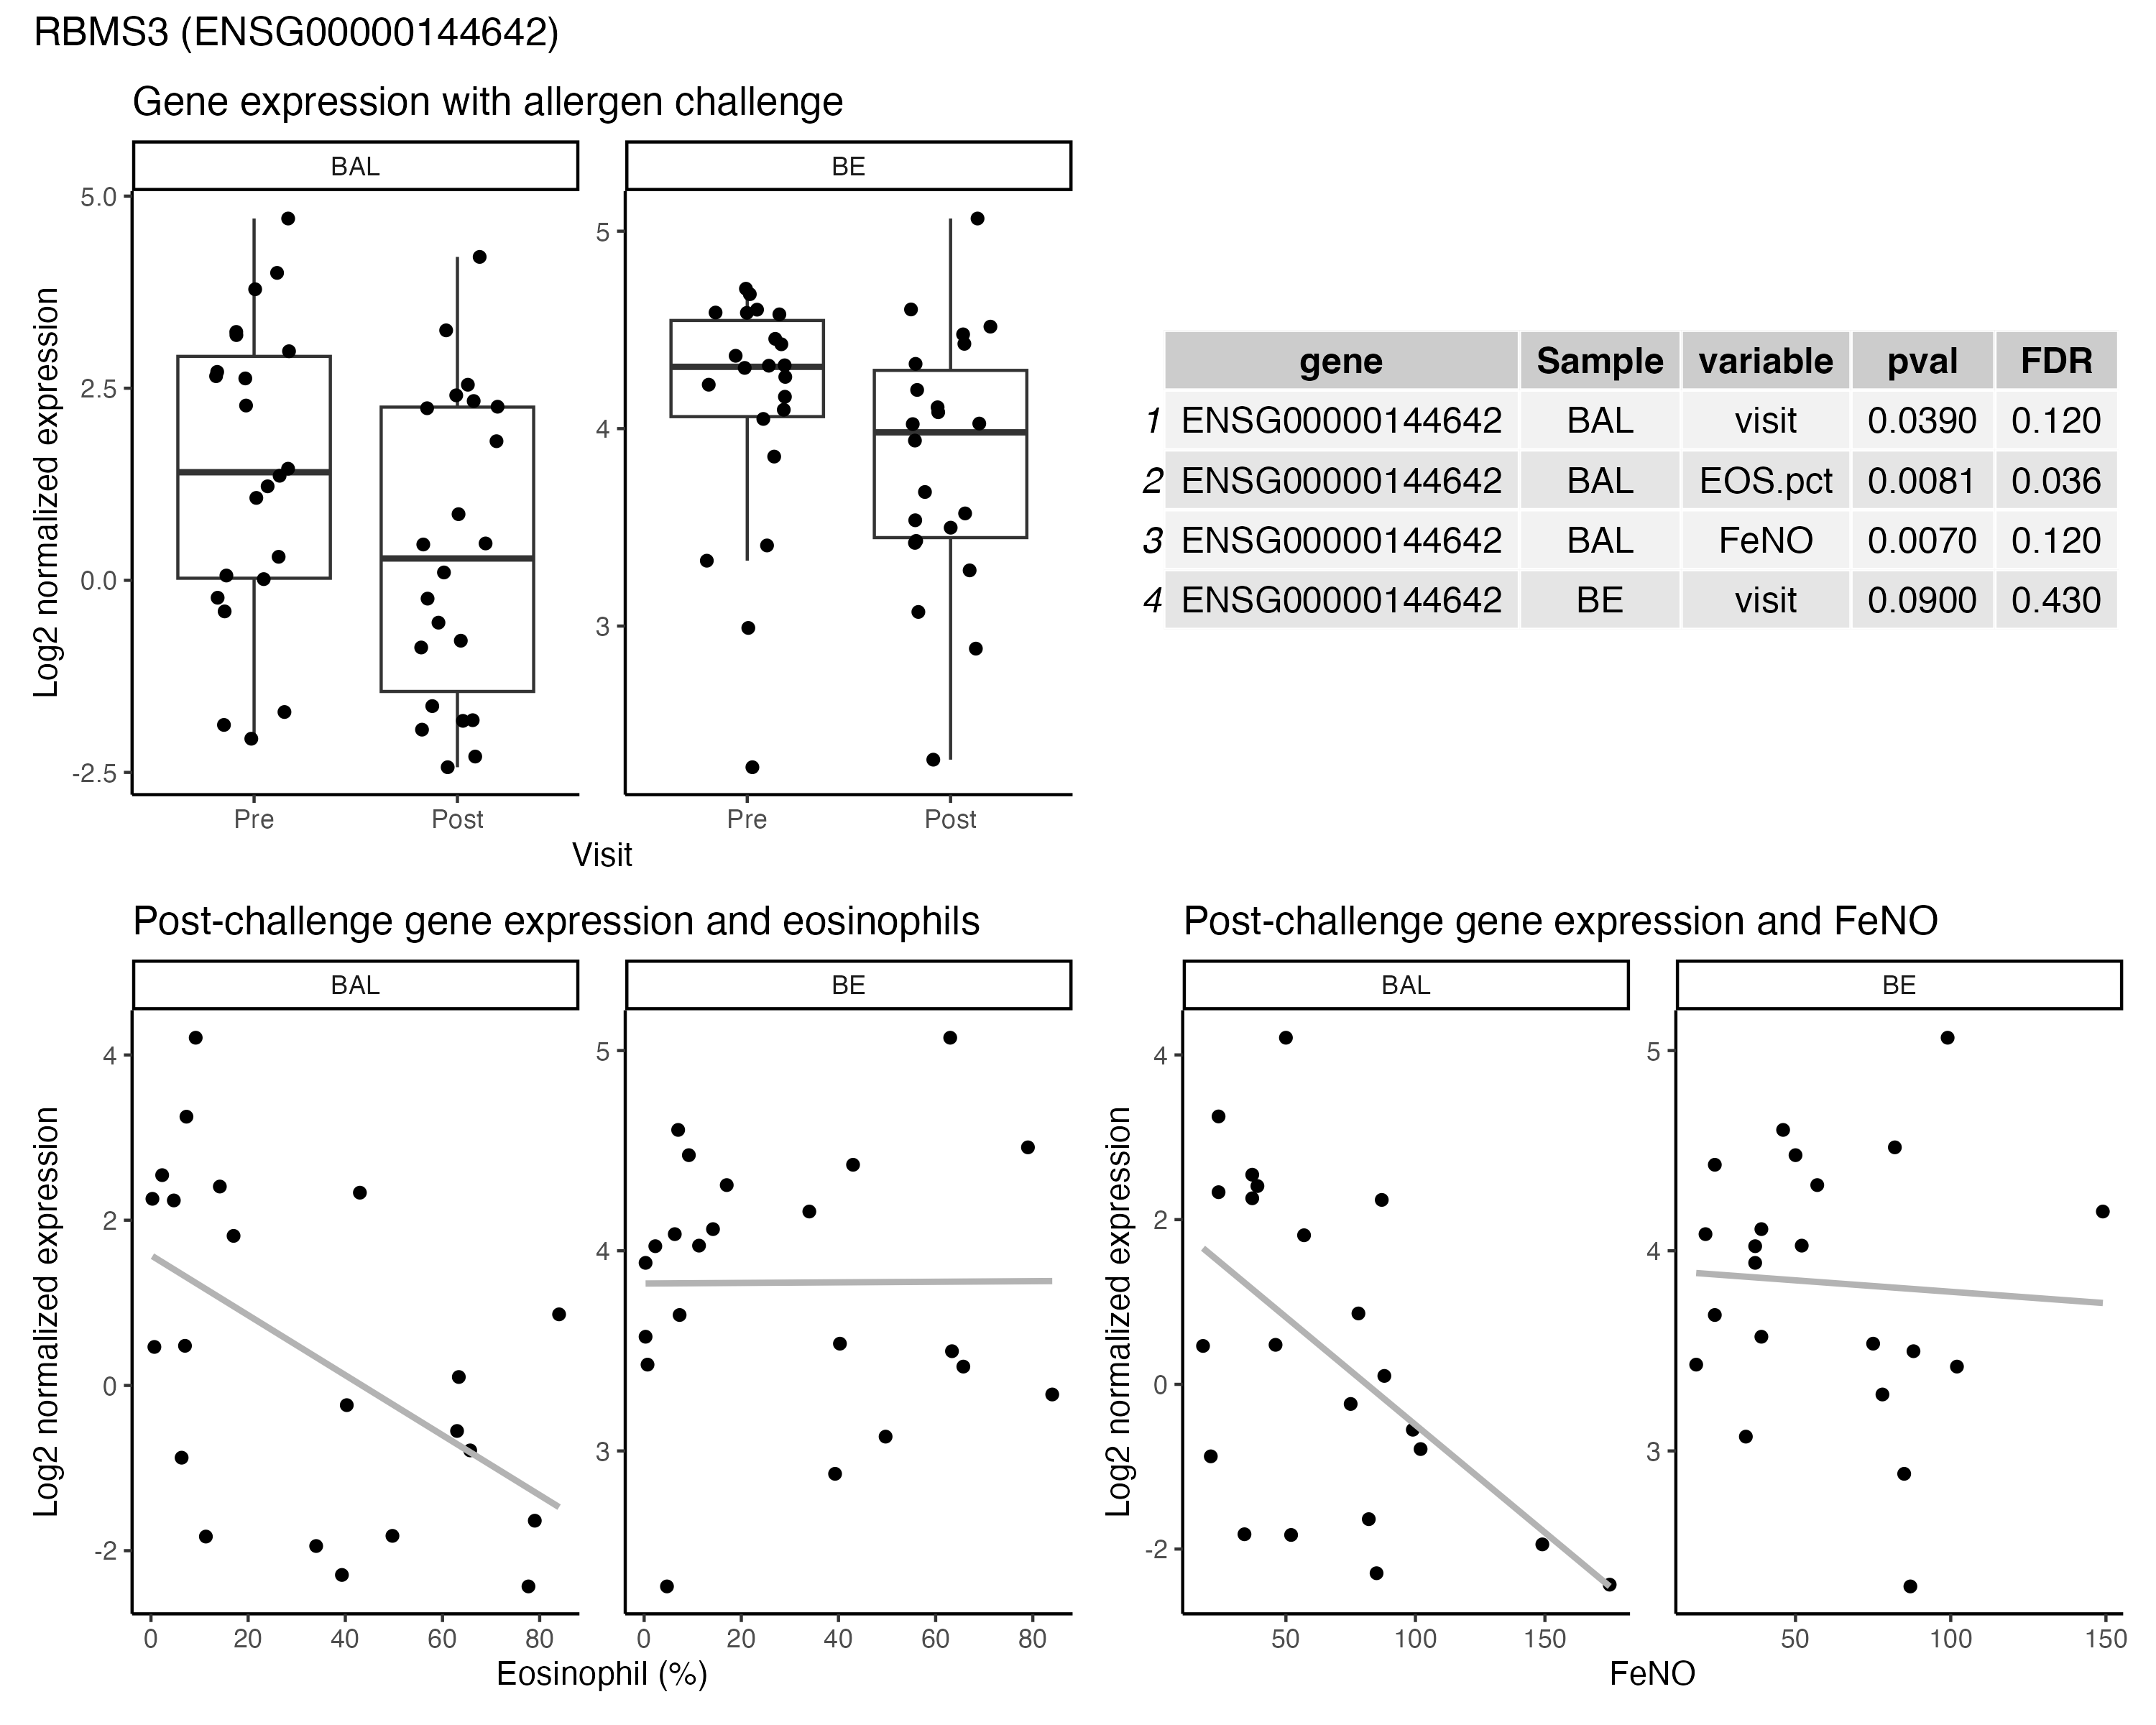 RBMS3 (ENSG00000144642)
Gene expression with allergen challenge
BAL
BE
Log2 normalized expression
5.0
2.5
0.0
-2.5
5
4
3
Pre
Post
Pre
Post
Visit
gene Sample variable pval FDR
1 ENSG00000144642 BAL visit 0.0390 0.120
2 ENSG00000144642 BAL EOS.pct 0.0081 0.036
3 ENSG00000144642 BAL FeNO 0.0070 0.120
4 ENSG00000144642 BE visit 0.0900 0.430
Post-challenge gene expression and eosinophils
BAL
BE
Log2 normalized expression
4
2
0
-2
5
4
3
0 20 40 60 80
0 20 40 60 80
Eosinophil (%)
Post-challenge gene expression and FeNO
BAL
BE
Log2 normalized expression
4
2
0
-2
5
4
3
50 100 150
50 100 150
FeNO